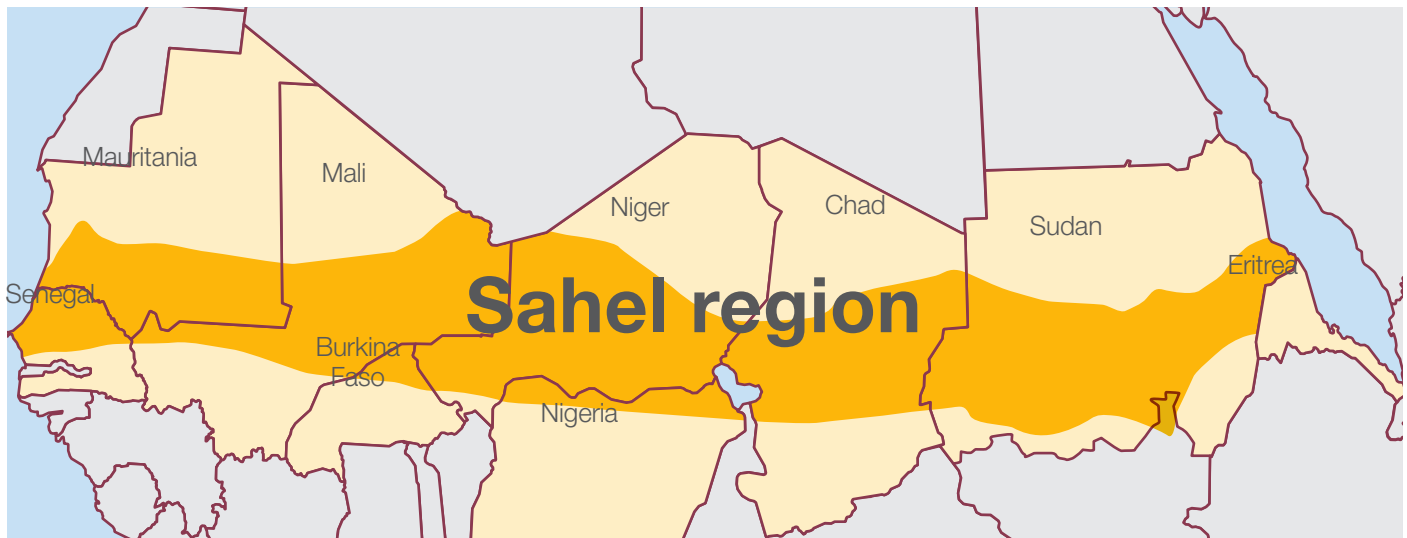 Mauritania
Mali
Niger
Chad
Sudan
Eritrea
Senegal
Sahel region
Burkina
Faso
Nigeria